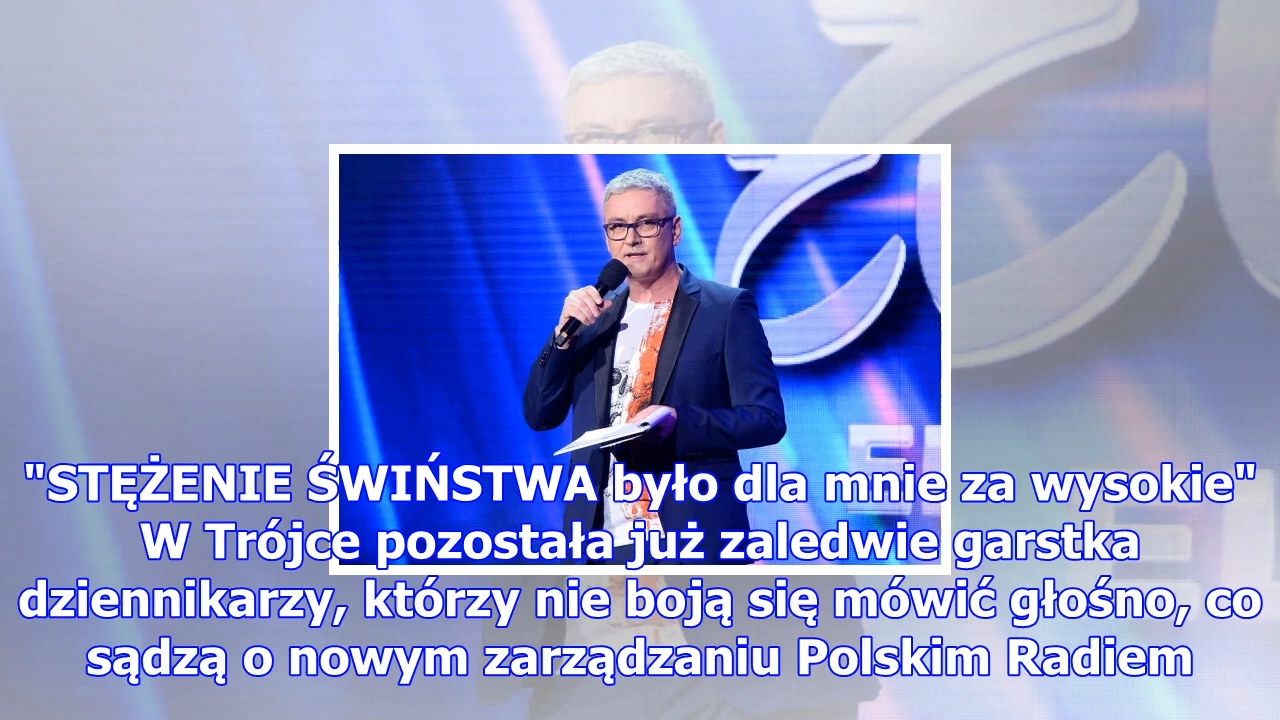 "STĘŻENIE ŚWIŃSTWA było dla mnie za wysokie"
W Trójce pozostała już zaledwie garstka
dziennikarzy, którzy nie boją się mówić głośno, co
sądzą o nowym zarządzaniu Polskim Radiem